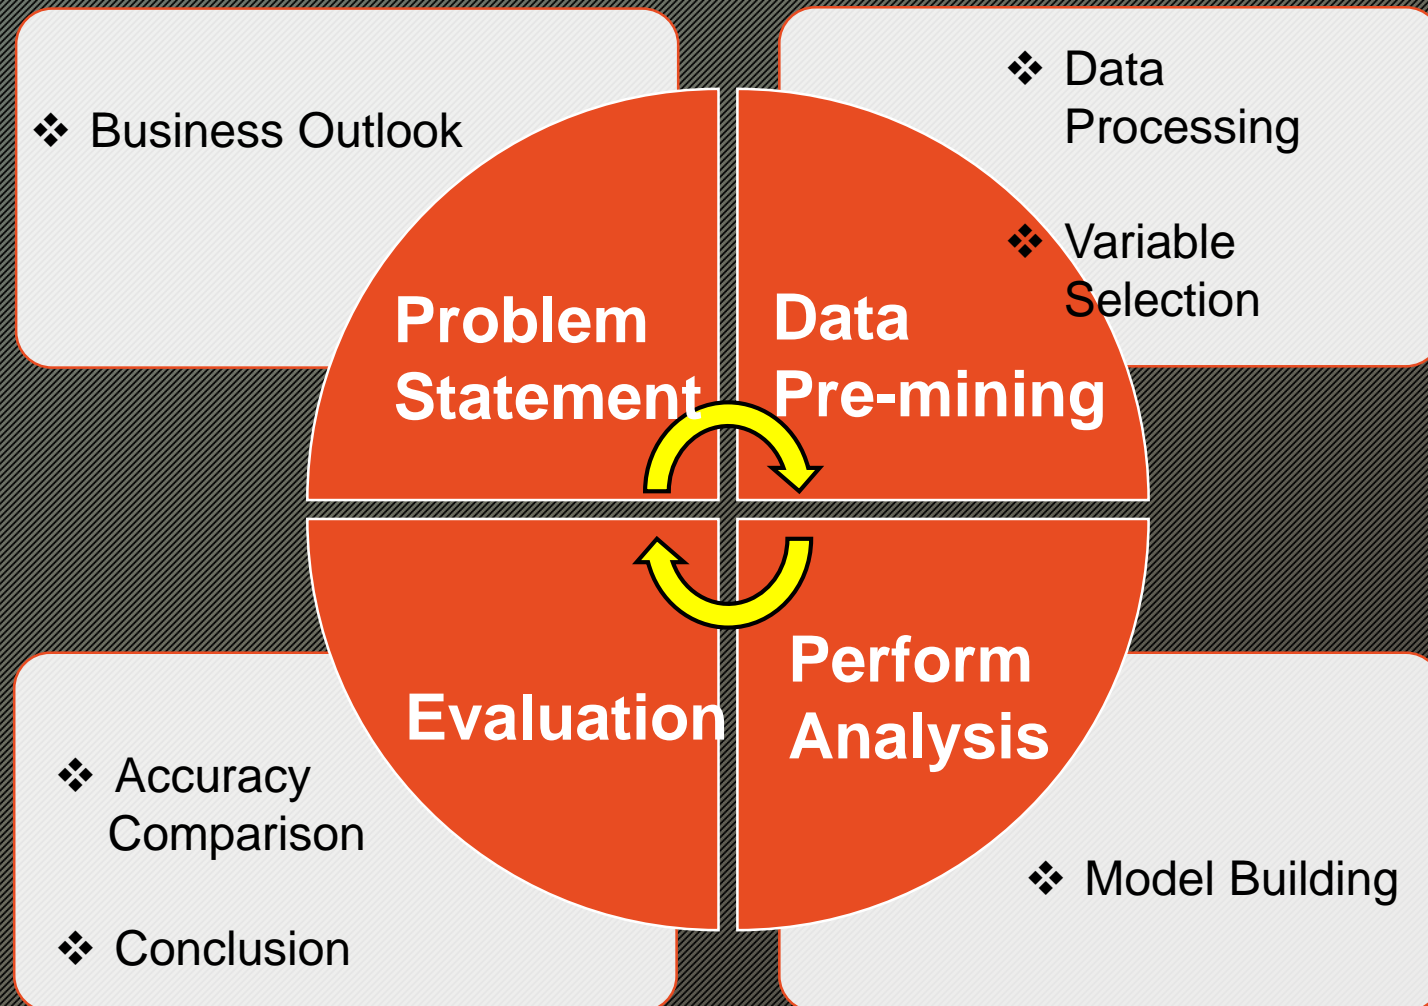 ❖ Business Outlook
Problem
Statement
❖ Data
Processing
❖ Variable
Selection
Data
Pre-mining
Evaluation
❖ Accuracy
Comparison
❖ Conclusion
Perform
Analysis
❖ Model Building